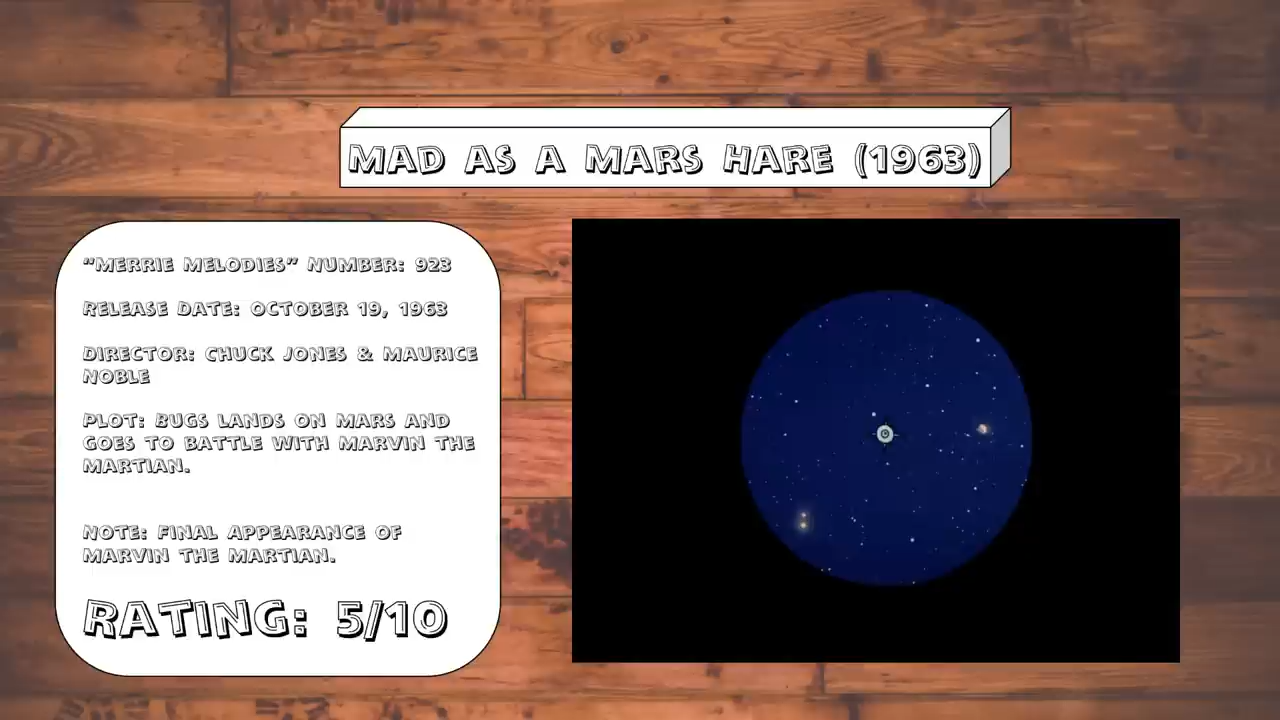 MAD AS A MARS HARE (1963)
"MERRIE MELODIES" NUMBER: 923
RELEASE DATE: OCTOBER 19, 1963
DIRECTOR: CHUCK JONES & MAURICE
NOBLE
PLOT: BUGS LANDS ON MARS AND
GOES TO BATTLE WITH MARVIN THE
MARTIAN.
NOTE: FINAL APPEARANCE OF
MARVIN THE MARTIAN.
RATING: 5/10